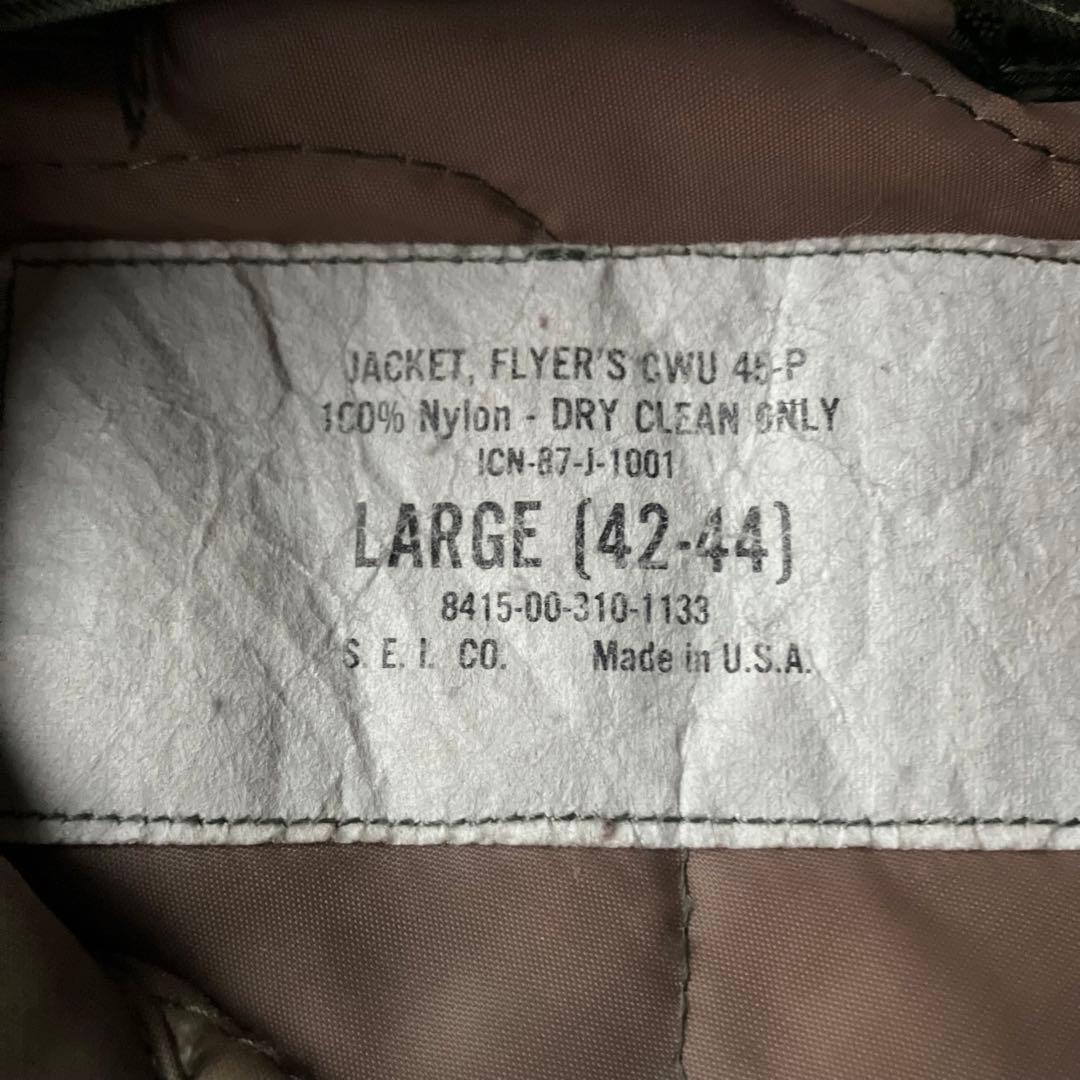 JACKET, FLYER'S CWU 45-P
100% Nylon - DRY CLEAN ONLY
ICN-87-J-1001
LARGE (42-44)
8415-00-310-1133
S. E. I. CO. Made in U.S.A.